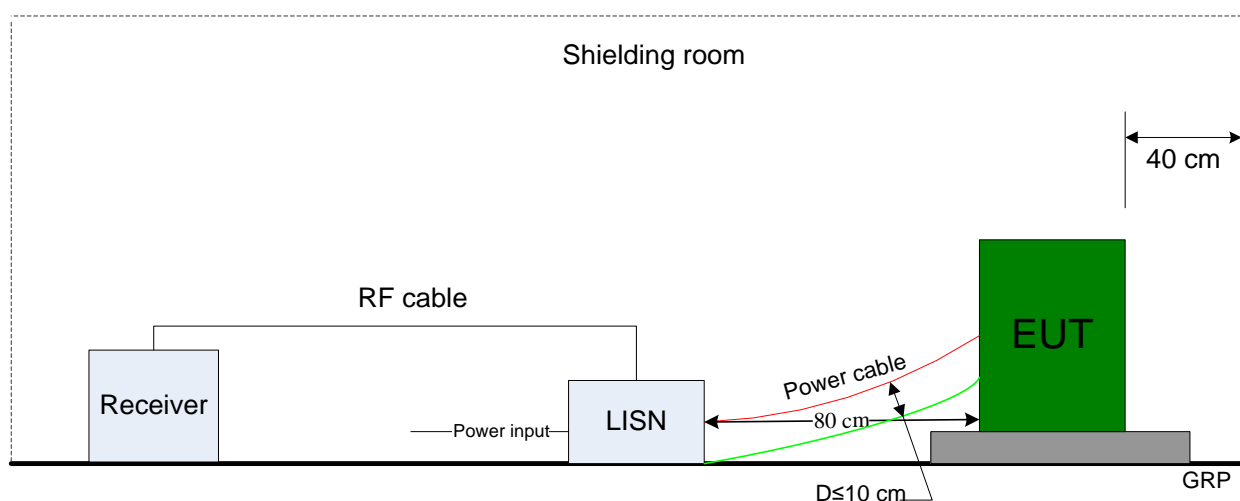 Shielding room
40 cm
RF cable
EUT
Power cable
Receiver
LISN
80 cm
Power input
GRP
D≤10 cm